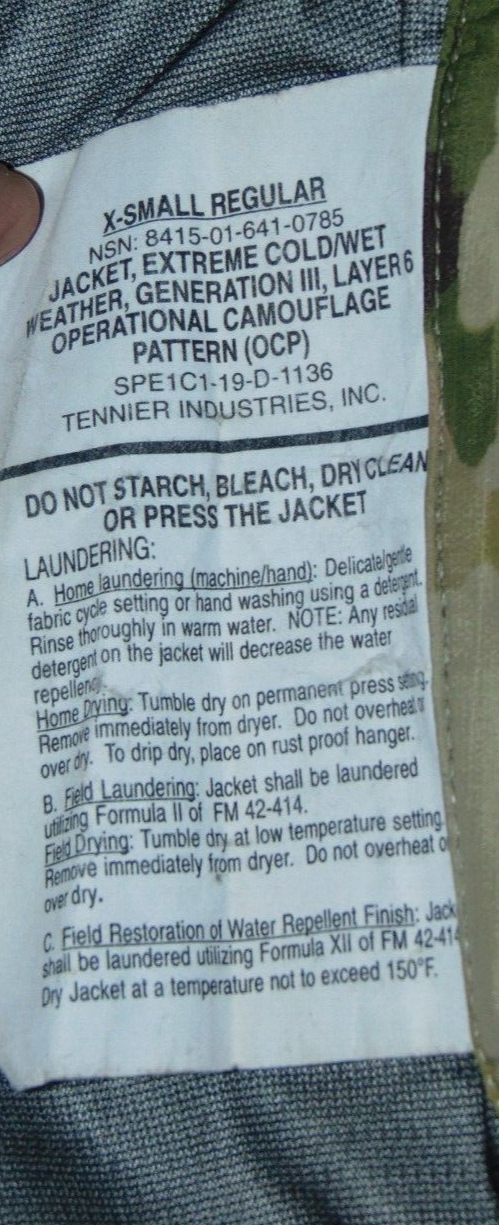 X-SMALL REGULAR
NSN: 8415-01-641-0785
JACKET, EXTREME COLD/WET
WEATHER, GENERATION III, LAYER 6
OPERATIONAL CAMOUFLAGE
PATTERN (OCP)
SPE1C1-19-D-1136
TENNIER INDUSTRIES, INC.
DO NOT STARCH, BLEACH, DRY CLEAN
OR PRESS THE JACKET
LAUNDERING:
A. Home laundering (machine/hand): Delicate/gentle
fabric cycle setting or hand washing using a detergent.
Rinse thoroughly in warm water. NOTE: Any residual
detergent on the jacket will decrease the water
repellency.
Home Drying: Tumble dry on permanent press setting.
Remove immediately from dryer. Do not overheat or
over dry. To drip dry, place on rust proof hanger.
B. Field Laundering: Jacket shall be laundered
utilizing Formula II of FM 42-414.
Field Drying: Tumble dry at low temperature setting.
Remove immediately from dryer. Do not overheat or
over dry.
C. Field Restoration of Water Repellent Finish: Jack
shall be laundered utilizing Formula XII of FM 42-414
Dry Jacket at a temperature not to exceed 150°F.